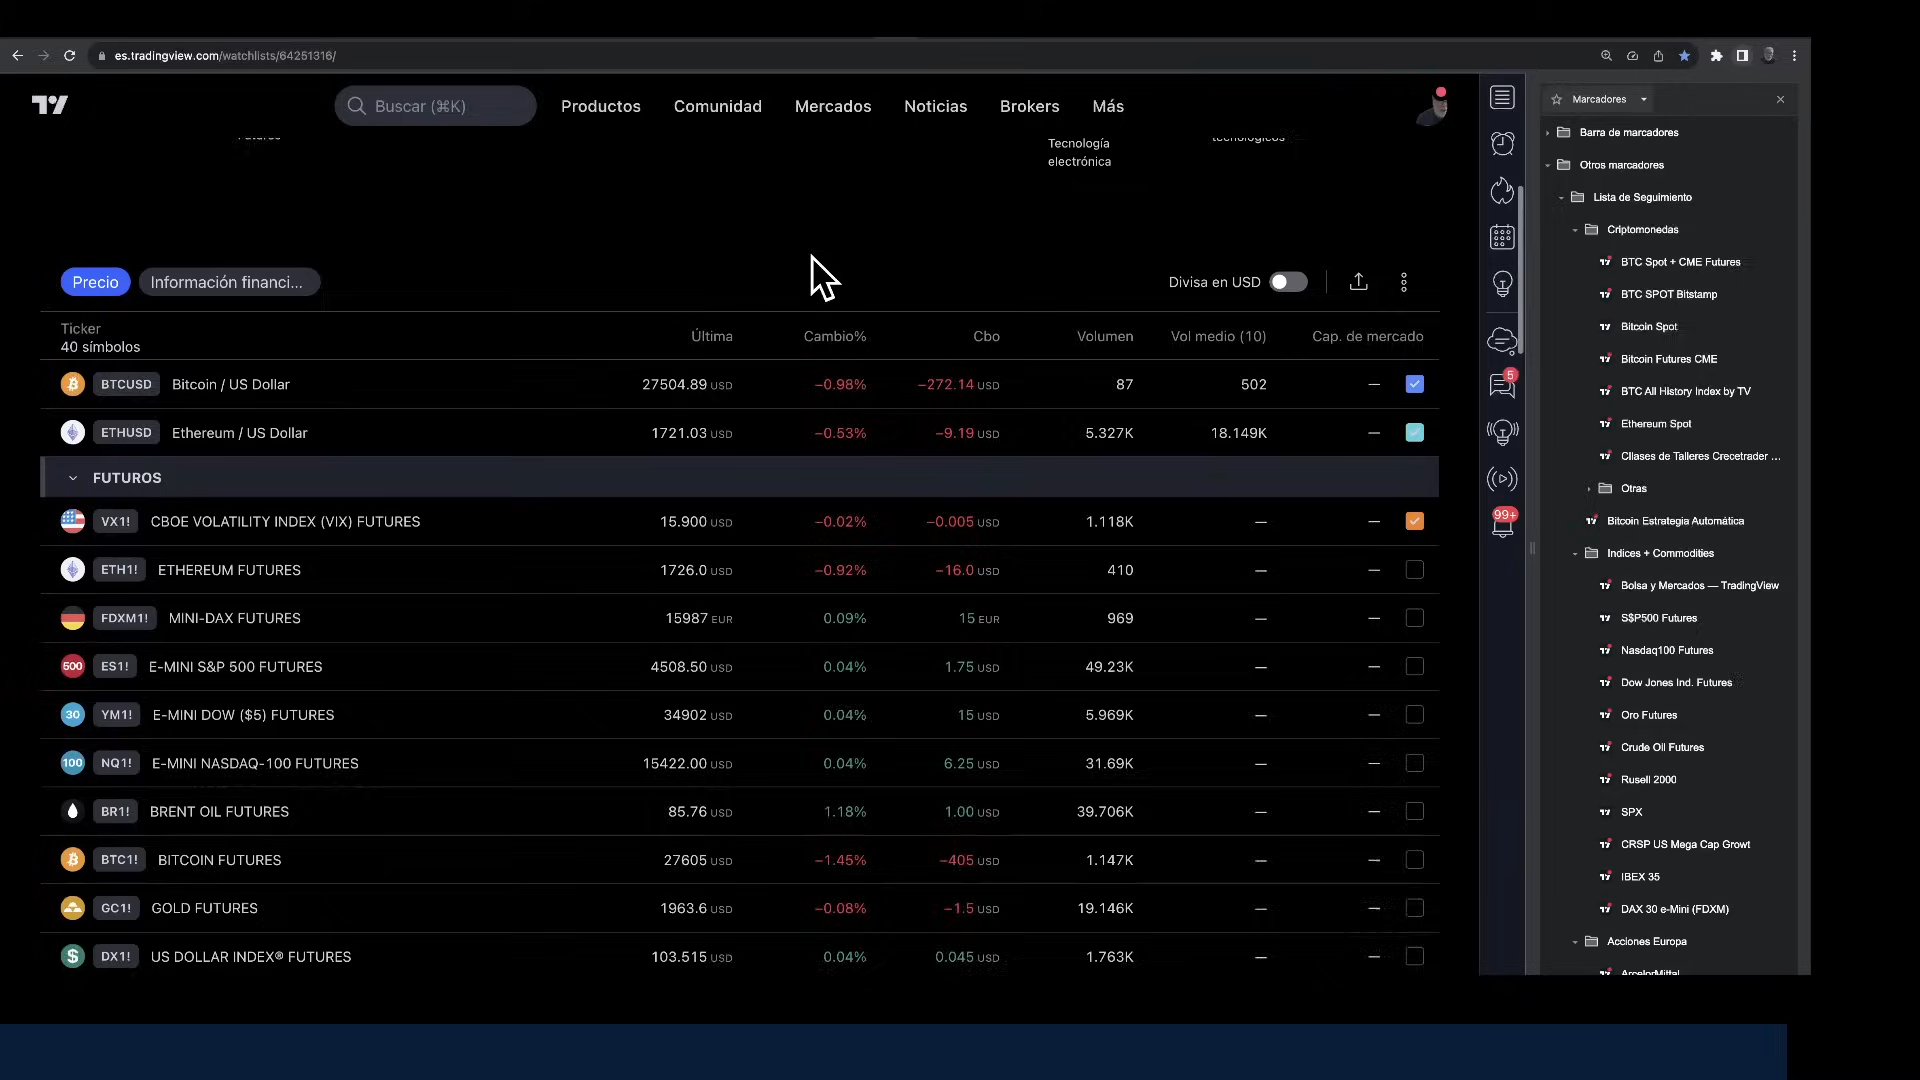 es.tradingview.com/watchlists/64251316/
Buscar (⌘K)
Productos
Comunidad
Mercados
Noticias
Brokers
Más
Tecnología
electrónica
Precio
Información financi...
Divisa en USD
Ticker
40 símbolos
Última
Cambio%
Cbo
Volumen
Vol medio (10)
Cap. de mercado
BTCUSD Bitcoin / US Dollar 27504.89 USD −0.98% −272.14 USD 87 502 —
ETHUSD Ethereum / US Dollar 1721.03 USD −0.53% −9.19 USD 5.327K 18.149K —
FUTUROS
VX1! CBOE VOLATILITY INDEX (VIX) FUTURES 15.900 USD −0.02% −0.005 USD 1.118K — —
ETH1! ETHEREUM FUTURES 1726.0 USD −0.92% −16.0 USD 410 — —
FDXM1! MINI-DAX FUTURES 15987 EUR 0.09% 15 EUR 969 — —
500 ES1! E-MINI S&P 500 FUTURES 4508.50 USD 0.04% 1.75 USD 49.23K — —
30 YM1! E-MINI DOW ($5) FUTURES 34902 USD 0.04% 15 USD 5.969K — —
100 NQ1! E-MINI NASDAQ-100 FUTURES 15422.00 USD 0.04% 6.25 USD 31.69K — —
BR1! BRENT OIL FUTURES 85.76 USD 1.18% 1.00 USD 39.706K — —
BTC1! BITCOIN FUTURES 27605 USD −1.45% −405 USD 1.147K — —
GC1! GOLD FUTURES 1963.6 USD −0.08% −1.5 USD 19.146K — —
$ DX1! US DOLLAR INDEX® FUTURES 103.515 USD 0.04% 0.045 USD 1.763K — —
5
99+
Marcadores
Barra de marcadores
Otros marcadores
Lista de Seguimiento
Criptomonedas
BTC Spot + CME Futures
BTC SPOT Bitstamp
Bitcoin Spot
Bitcoin Futures CME
BTC All History Index by TV
Ethereum Spot
Cllases de Talleres Crecetrader ...
Otras
Bitcoin Estrategia Automática
Indices + Commodities
Bolsa y Mercados — TradingView
S$P500 Futures
Nasdaq100 Futures
Dow Jones Ind. Futures
Oro Futures
Crude Oil Futures
Rusell 2000
SPX
CRSP US Mega Cap Growt
IBEX 35
DAX 30 e-Mini (FDXM)
Acciones Europa
ArcelorMittal